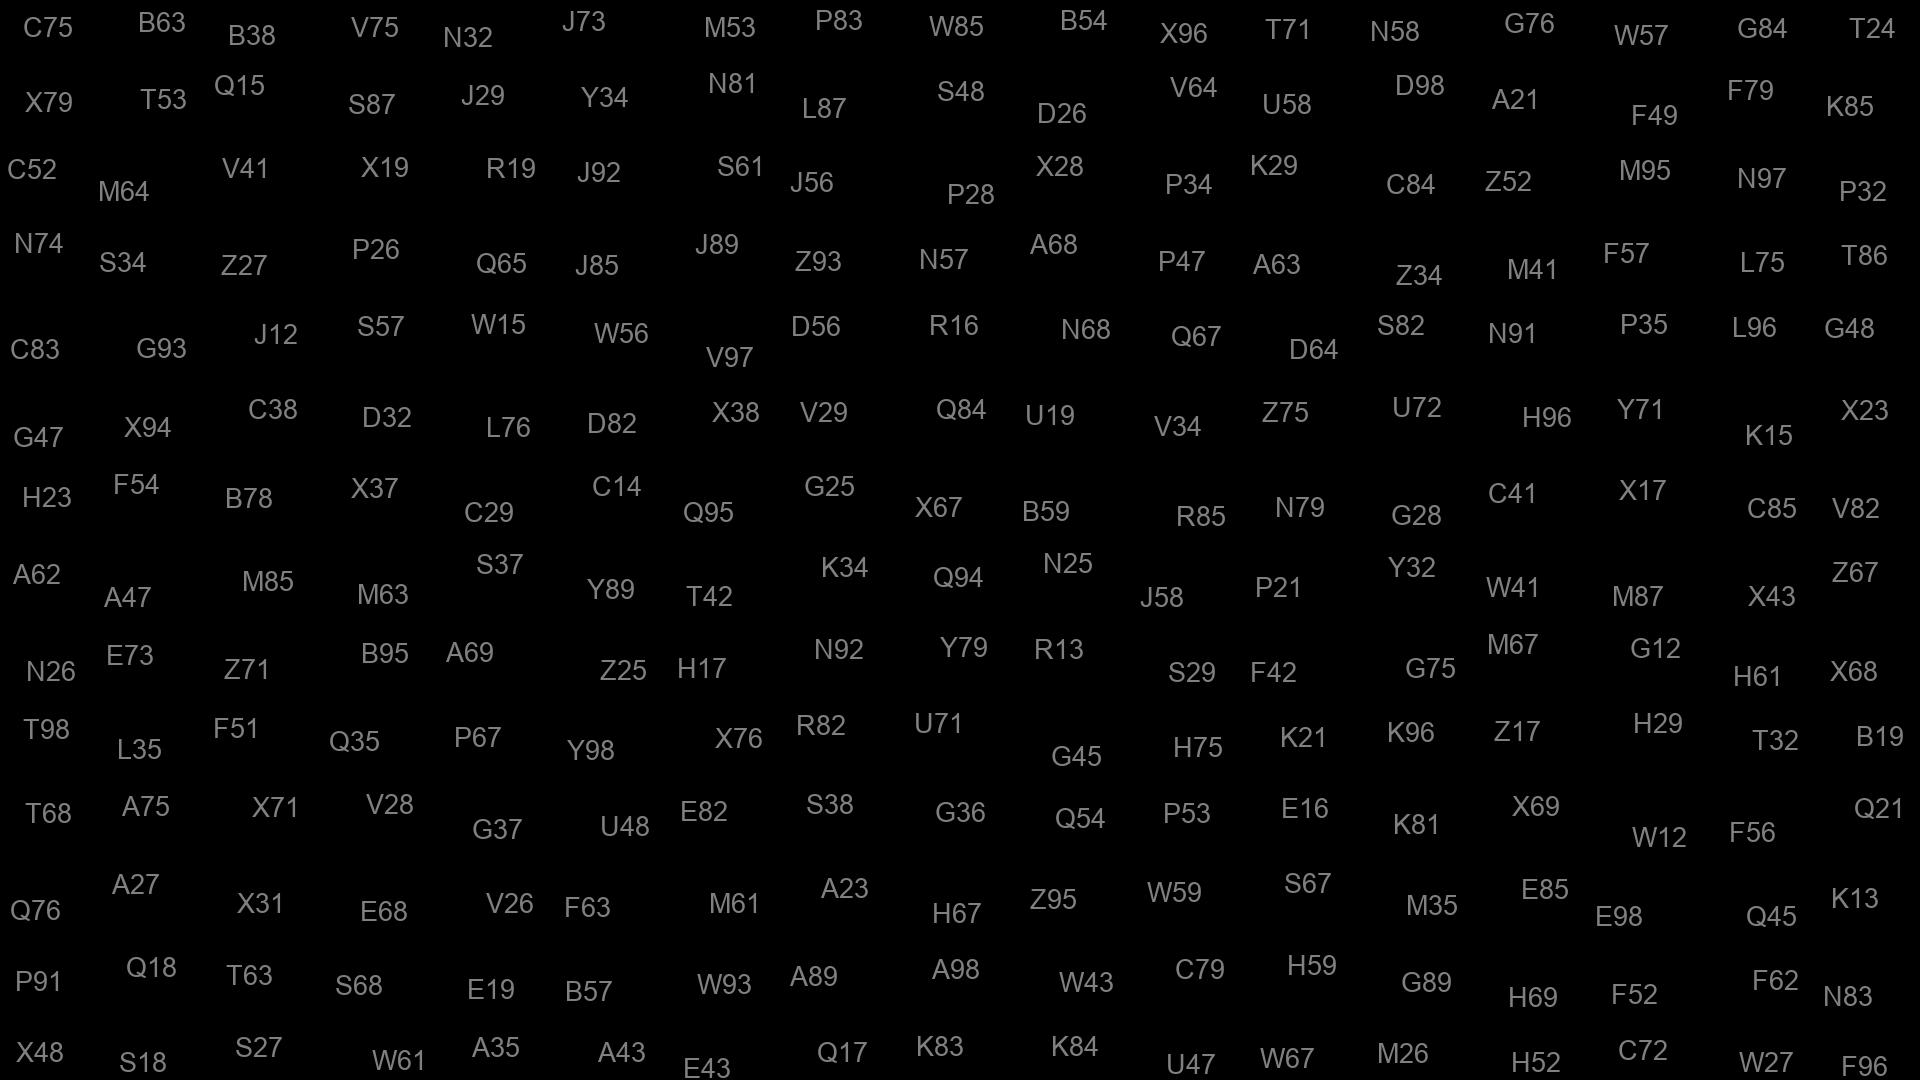 C75 B63 B38 V75 N32 J73 M53 P83 W85 B54 X96 T71 N58 G76 W57 G84 T24
X79 T53 Q15 S87 J29 Y34 N81 L87 S48 D26 V64 U58 D98 A21 F49 F79 K85
C52 M64 V41 X19 R19 J92 S61 J56 P28 X28 P34 K29 C84 Z52 M95 N97 P32
N74 S34 Z27 P26 Q65 J85 J89 Z93 N57 A68 P47 A63 Z34 M41 F57 L75 T86
C83 G93 J12 S57 W15 W56 V97 D56 R16 N68 Q67 D64 S82 N91 P35 L96 G48
G47 X94 C38 D32 L76 D82 X38 V29 Q84 U19 V34 Z75 U72 H96 Y71 K15 X23
H23 F54 B78 X37 C29 C14 Q95 G25 X67 B59 R85 N79 G28 C41 X17 C85 V82
A62 A47 M85 M63 S37 Y89 T42 K34 Q94 N25 J58 P21 Y32 W41 M87 X43 Z67
N26 E73 Z71 B95 A69 Z25 H17 N92 Y79 R13 S29 F42 G75 M67 G12 H61 X68
T98 L35 F51 Q35 P67 Y98 X76 R82 U71 G45 H75 K21 K96 Z17 H29 T32 B19
T68 A75 X71 V28 G37 U48 E82 S38 G36 Q54 P53 E16 K81 X69 W12 F56 Q21
Q76 A27 X31 E68 V26 F63 M61 A23 H67 Z95 W59 S67 M35 E85 E98 Q45 K13
P91 Q18 T63 S68 E19 B57 W93 A89 A98 W43 C79 H59 G89 H69 F52 F62 N83
X48 S18 S27 W61 A35 A43 E43 Q17 K83 K84 U47 W67 M26 H52 C72 W27 F96